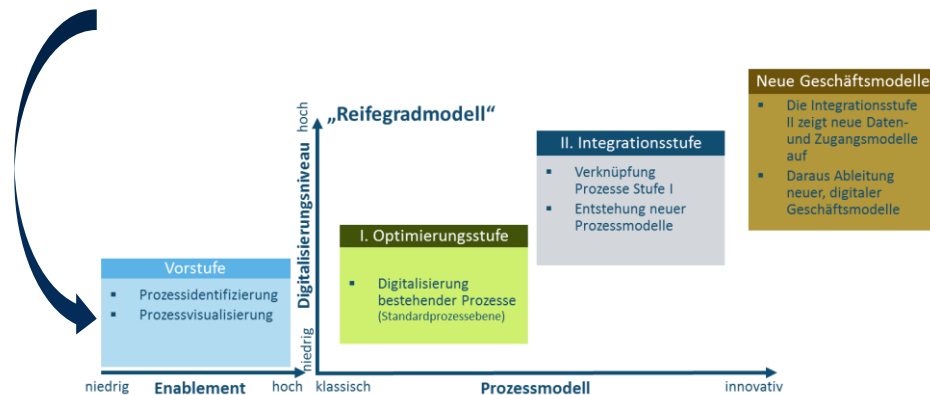 „Reifegradmodell“
Digitalisierungsniveau
hoch
niedrig
Vorstufe
▪ Prozessidentifizierung
▪ Prozessvisualisierung
I. Optimierungsstufe
▪ Digitalisierung
bestehender Prozesse
(Standardprozessebene)
II. Integrationsstufe
▪ Verknüpfung
Prozesse Stufe I
▪ Entstehung neuer
Prozessmodelle
Neue Geschäftsmodelle
▪ Die Integrationsstufe
II zeigt neue Daten-
und Zugangsmodelle
auf
▪ Daraus Ableitung
neuer, digitaler
Geschäftsmodelle
niedrig Enablement hoch
klassisch Prozessmodell innovativ